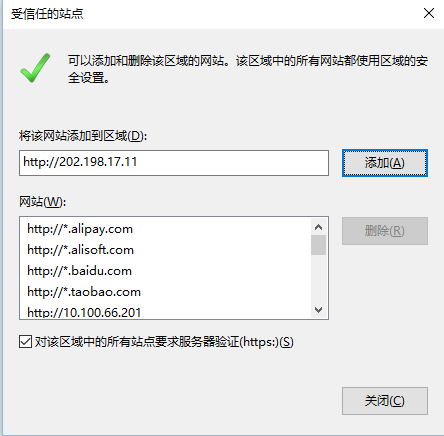 受信任的站点
可以添加和删除该区域的网站。该区域中的所有网站都使用区域的安
全设置。
将该网站添加到区域(D):
http://202.198.17.11
添加(A)
网站(W):
http://*.alipay.com
http://*.alisoft.com
http://*.baidu.com
http://*.taobao.com
http://10.100.66.201
删除(R)
对该区域中的所有站点要求服务器验证(https:)(S)
关闭(C)